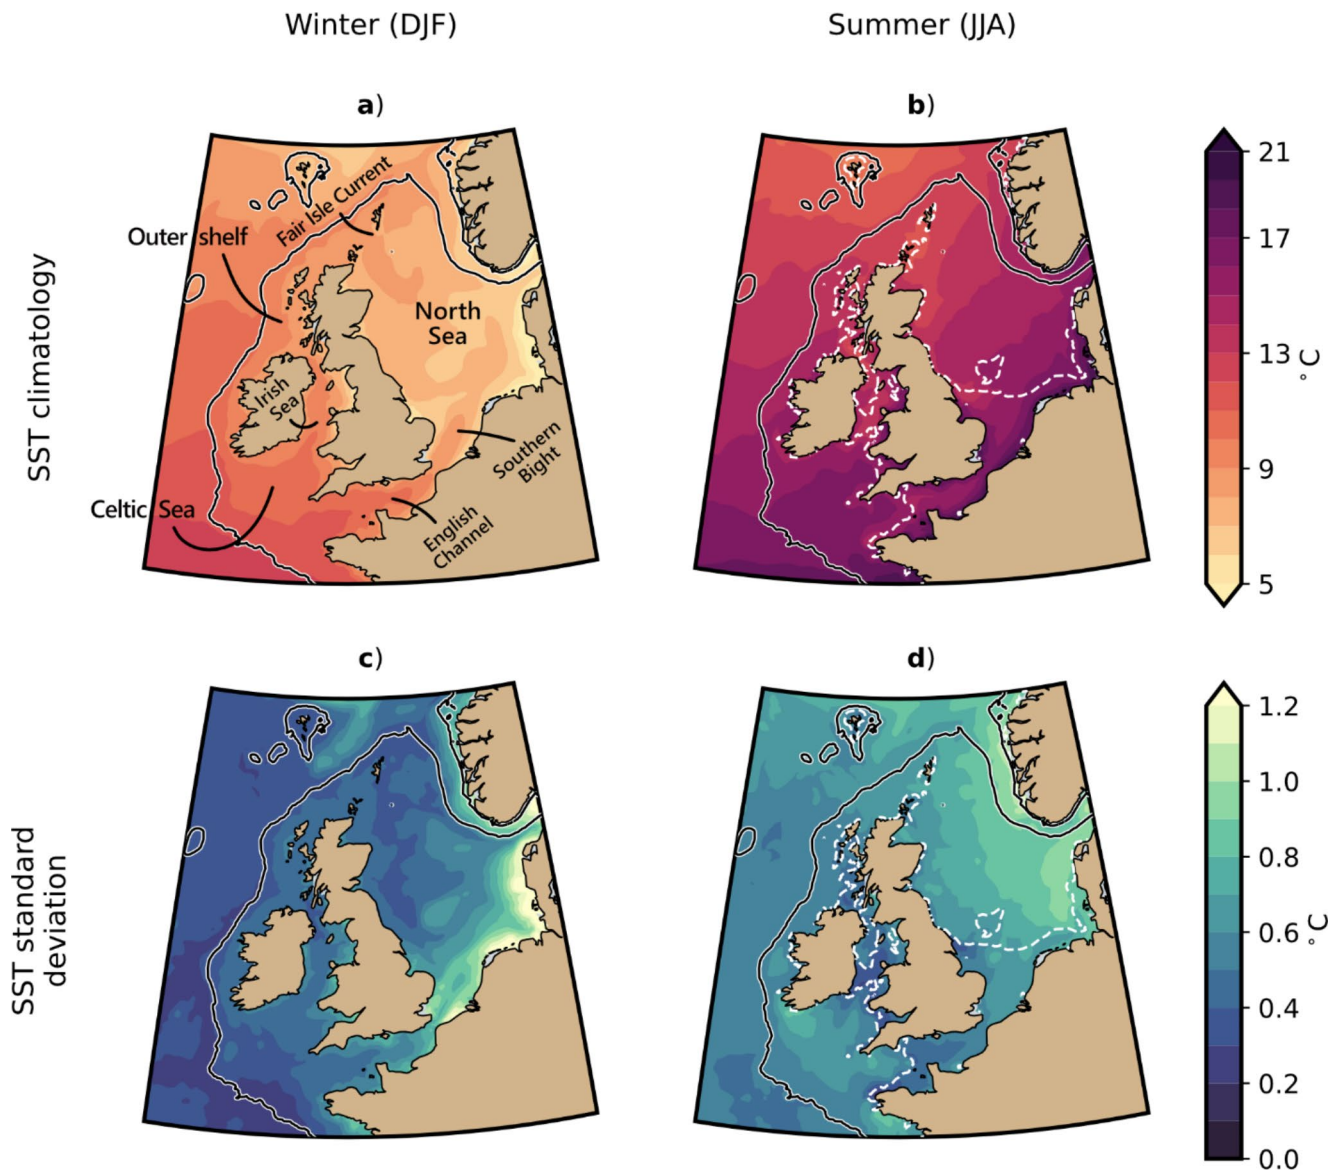 Winter (DJF)
Summer (JJA)
a)
b)
SST climatology
Outer shelf
Fair Isle Current
North
Sea
Irish
Sea
Southern
Bight
Celtic Sea
English
Channel
21
17
13
9
5
°C
c)
d)
SST standard
deviation
1.2
1.0
0.8
0.6
0.4
0.2
0.0
°C